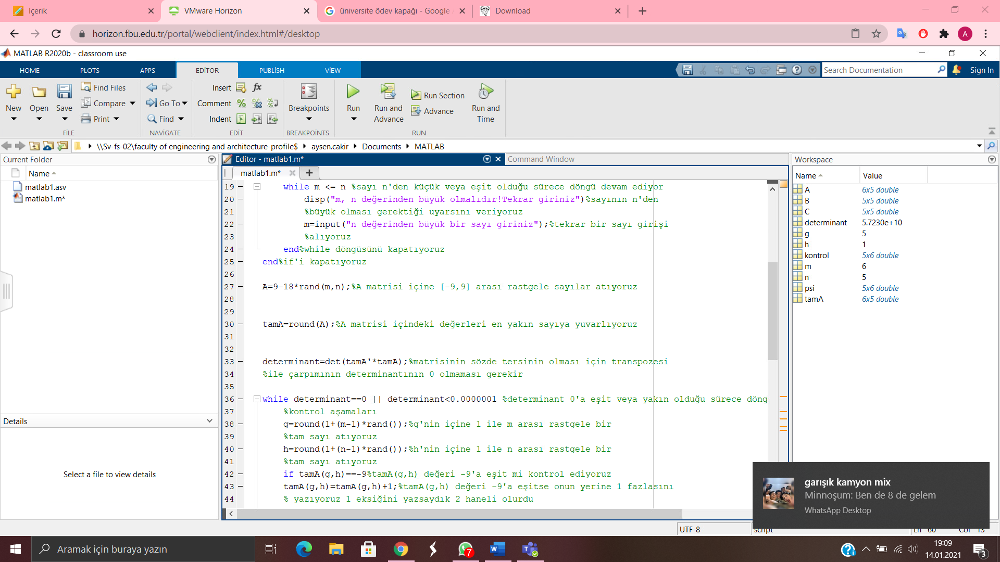 İçerik
VMware Horizon
üniversite ödev kapağı - Google
Download
horizon.fbu.edu.tr/portal/webclient/index.html#/desktop
A
MATLAB R2020b - classroom use
HOME PLOTS APPS EDİTOR PUBLİSH VİEW
Search Documentation
Sign In
New Open Save
Find Files
Compare
Print
Go To
Find
Insert fx
Comment
Indent
Breakpoints
Run
Run and Advance
Run Section
Advance
Run and Time
FİLE NAVİGATE EDİT BREAKPOİNTS RUN
\\Sv-fs-02\faculty of engineering and architecture-profile$ aysen.cakir Documents MATLAB
Current Folder
Name
matlab1.asv
matlab1.m*
Details
Select a file to view details
Editor - matlab1.m*
Command Window
matlab1.m*
19 while m <= n %sayı n'den küçük veya eşit olduğu sürece döngü devam ediyor
20 disp("m, n değerinden büyük olmalıdır!Tekrar giriniz")%sayının n'den
21 %büyük olması gerektiği uyarsını veriyoruz
22 m=input("n değerinden büyük bir sayı giriniz");%tekrar bir sayı girişi
23 %alıyoruz
24 end%while döngüsünü kapatıyoruz
25 end%if'i kapatıyoruz
26
27 A=9-18*rand(m,n);%A matrisi içine [-9,9] arası rastgele sayılar atıyoruz
28
29
30 tamA=round(A);%A matrisi içindeki değerleri en yakın sayıya yuvarlıyoruz
31
32
33 determinant=det(tamA'*tamA);%matrisinin sözde tersinin olması için transpozesi
34 %ile çarpımının determinantının 0 olmaması gerekir
35
36 while determinant==0 || determinant<0.0000001 %determinant 0'a eşit veya yakın olduğu sürece döng
37 %kontrol aşamaları
38 g=round(1+(m-1)*rand());%g'nin içine 1 ile m arası rastgele bir
39 %tam sayı atıyoruz
40 h=round(1+(n-1)*rand());%h'nin içine 1 ile n arası rastgele bir
41 %tam sayı atıyoruz
42 if tamA(g,h)==-9%tamA(g,h) değeri -9'a eşit mi kontrol ediyoruz
43 tamA(g,h)=tamA(g,h)+1;%tamA(g,h) değeri -9'a eşitse onun yerine 1 fazlasını
44 % yazıyoruz 1 eksiğini yazsaydık 2 haneli olurdu
Workspace
Name Value
A 6x5 double
B 5x5 double
C 5x5 double
determinant 5.7230e+10
g 5
h 1
kontrol 5x6 double
m 6
n 5
psi 5x6 double
tamA 6x5 double
garışık kamyon mix
Minnoşum: Ben de 8 de gelem
WhatsApp Desktop
UTF-8
script
Ln 60 Col 13
Aramak için buraya yazın
7
19:09
14.01.2021
3